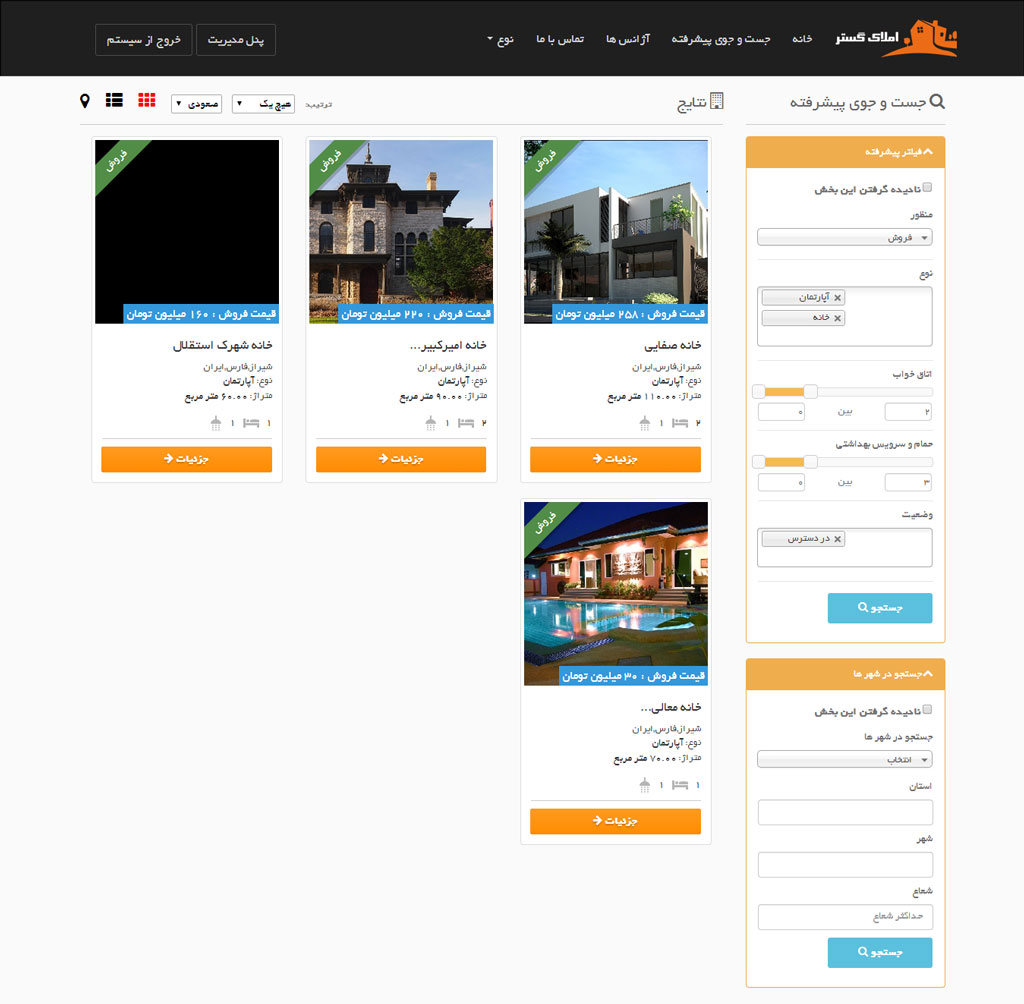 املاک گستر
خانه
جست و جوی پیشرفته
آژانس ها
تماس با ما
نوع
پنل مدیریت
خروج از سیستم
جست و جوی پیشرفته
فیلتر پیشرفته
نادیده گرفتن این بخش
منظور
فروش
نوع
آپارتمان
خانه
اتاق خواب
۲ بین ۰
حمام و سرویس بهداشتی
۳ بین ۰
وضعیت
در دسترس
جستجو
جستجو در شهر ها
نادیده گرفتن این بخش
جستجو در شهر ها
انتخاب
استان
شهر
شعاع
حداکثر شعاع
جستجو
نتایج
ترتیب:
هیچ یک
صعودی
فروش
قیمت فروش : ۲۵۸ میلیون تومان
خانه صفایی
شیراز,فارس,ایران
نوع: آپارتمان
متراژ: ۱۱۰.۰۰ متر مربع
۲ ۱
جزئیات
فروش
قیمت فروش : ۲۲۰ میلیون تومان
خانه امیرکبیر...
شیراز,فارس,ایران
نوع: آپارتمان
متراژ: ۹۰.۰۰ متر مربع
۲ ۱
جزئیات
فروش
قیمت فروش : ۱۶۰ میلیون تومان
خانه شهرک استقلال
شیراز,فارس,ایران
نوع: آپارتمان
متراژ: ۶۰.۰۰ متر مربع
۱ ۱
جزئیات
فروش
قیمت فروش : ۳۰ میلیون تومان
خانه معالی...
شیراز,فارس,ایران
نوع: آپارتمان
متراژ: ۷۰.۰۰ متر مربع
۱ ۱
جزئیات